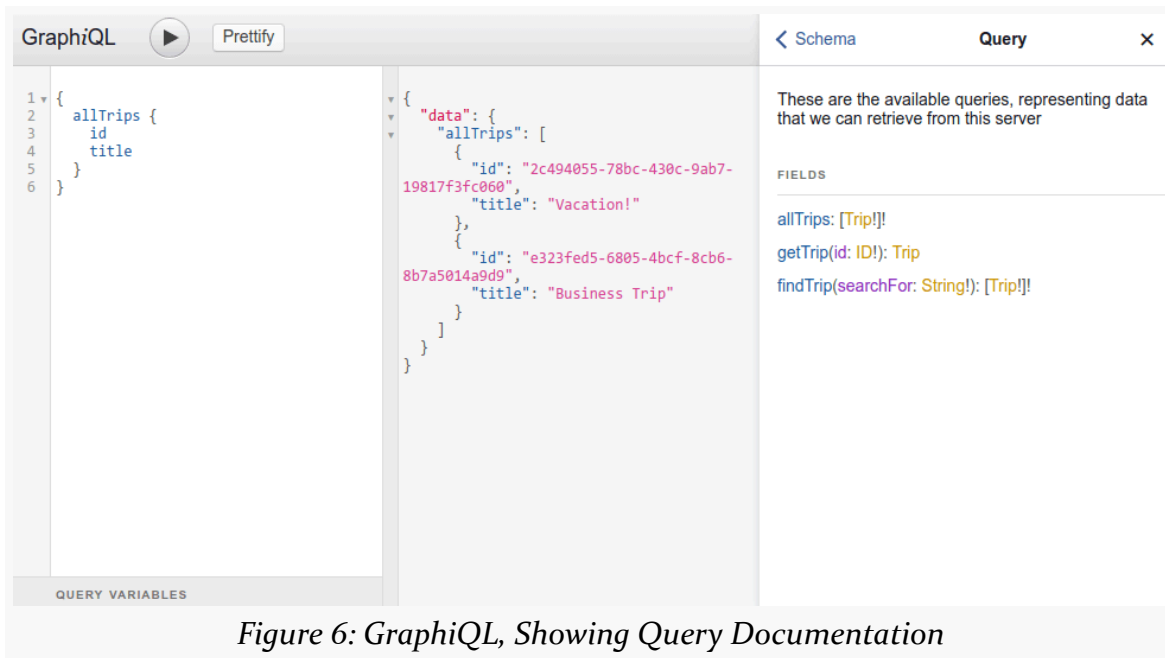 GraphiQL Prettify
1 {
2 allTrips {
3 id
4 title
5 }
6 }
QUERY VARIABLES
{
"data": {
"allTrips": [
{
"id": "2c494055-78bc-430c-9ab7-
19817f3fc060",
"title": "Vacation!"
},
{
"id": "e323fed5-6805-4bcf-8cb6-
8b7a5014a9d9",
"title": "Business Trip"
}
]
}
}
Schema Query ×
These are the available queries, representing data
that we can retrieve from this server
FIELDS
allTrips: [Trip!]!
getTrip(id: ID!): Trip
findTrip(searchFor: String!): [Trip!]!
Figure 6: GraphiQL, Showing Query Documentation